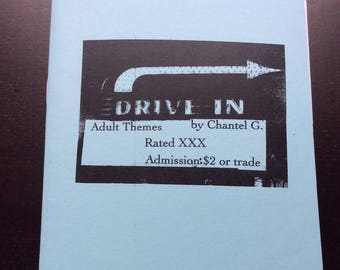 DRIVE IN
Adult Themes by Chantel G.
Rated XXX
Admission: $2 or trade